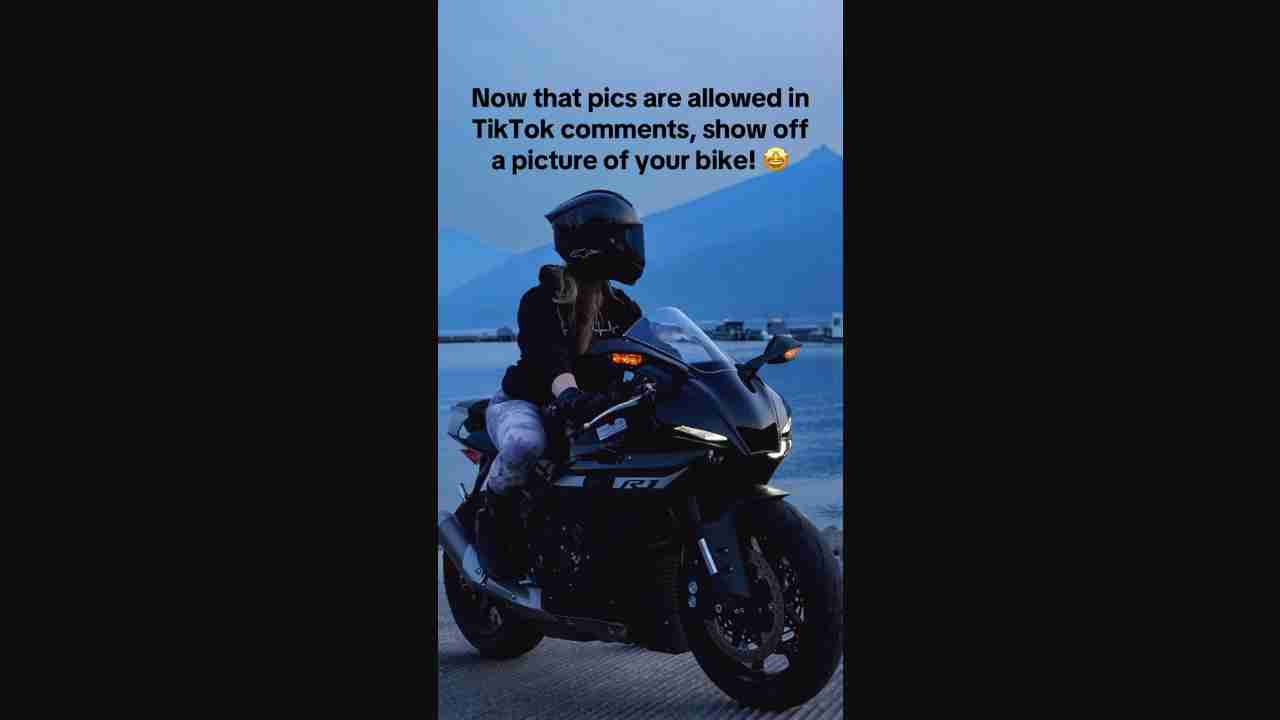 Now that pics are allowed in
TikTok comments, show off
a picture of your bike! 🤩
R1